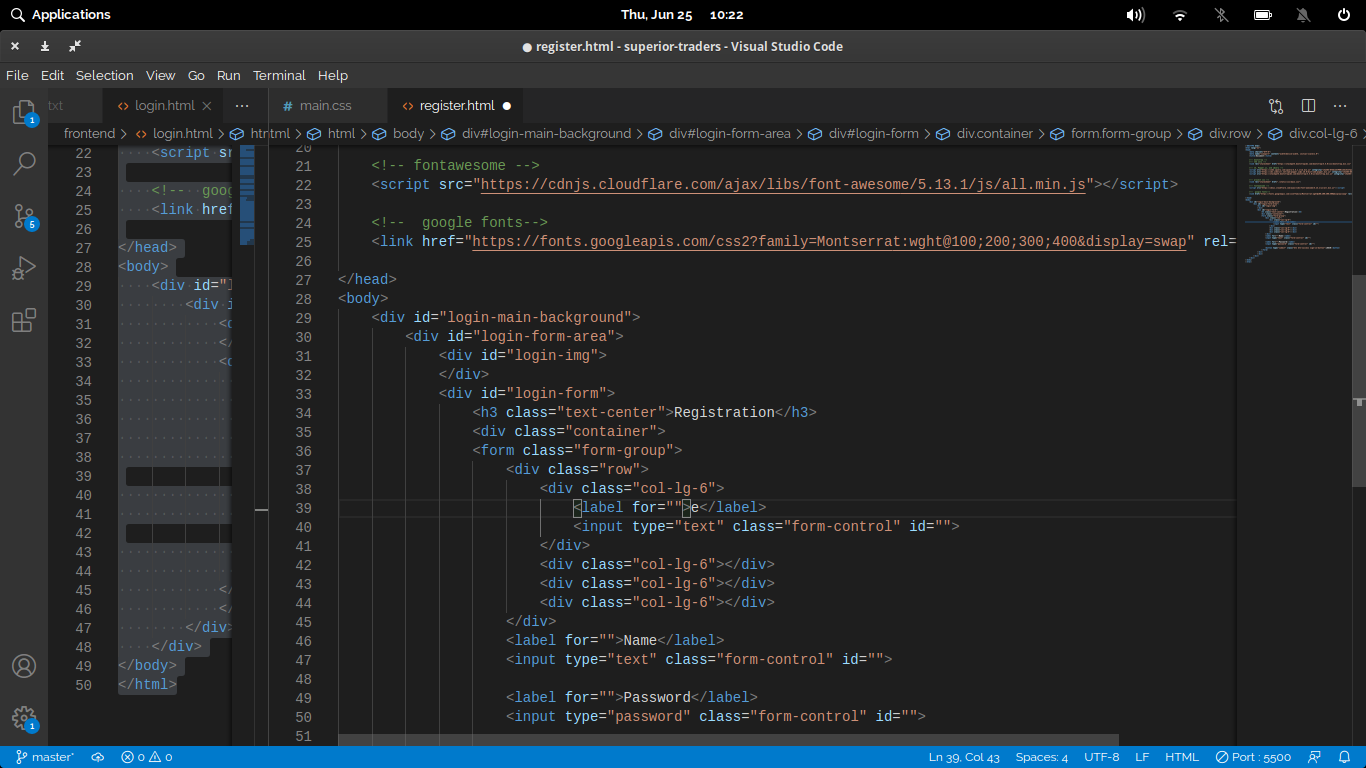 Applications
Thu, Jun 25 10:22
register.html - superior-traders - Visual Studio Code
File Edit Selection View Go Run Terminal Help
txt
login.html
main.css
register.html
frontend > login.html > html
html > body > div#login-main-background > div#login-form-area > div#login-form > div.container > form.form-group > div.row > div.col-lg-6 >
22 <script sr
23
24 <!-- goog
25 <link href
26
27 </head>
28 <body>
29 <div id="l
30 <div i
31 <d
32 </
33 <d
34
35
36
37
38
39
40
41
42
43
44
45 </
46 </
47 </div>
48 </div>
49 </body>
50 </html>
20
21 <!-- fontawesome -->
22 <script src="https://cdnjs.cloudflare.com/ajax/libs/font-awesome/5.13.1/js/all.min.js"></script>
23
24 <!--  google fonts-->
25 <link href="https://fonts.googleapis.com/css2?family=Montserrat:wght@100;200;300;400&display=swap" rel=
26
27 </head>
28 <body>
29 <div id="login-main-background">
30 <div id="login-form-area">
31 <div id="login-img">
32 </div>
33 <div id="login-form">
34 <h3 class="text-center">Registration</h3>
35 <div class="container">
36 <form class="form-group">
37 <div class="row">
38 <div class="col-lg-6">
39 <label for="">e</label>
40 <input type="text" class="form-control" id="">
41 </div>
42 <div class="col-lg-6"></div>
43 <div class="col-lg-6"></div>
44 <div class="col-lg-6"></div>
45 </div>
46 <label for="">Name</label>
47 <input type="text" class="form-control" id="">
48
49 <label for="">Password</label>
50 <input type="password" class="form-control" id="">
51
1
5
1
master*
0
0
Ln 39, Col 43
Spaces: 4
UTF-8
LF
HTML
Port : 5500